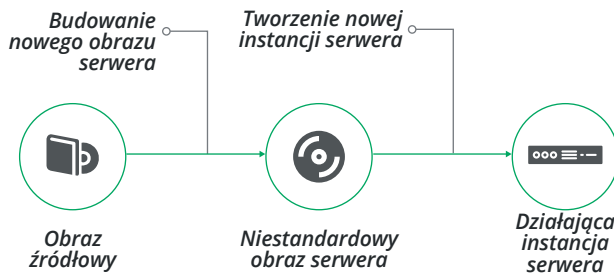 Budowanie
nowego obrazu
serwera
Tworzenie nowej
instancji serwera
Obraz
źródłowy
Niestandardowy
obraz serwera
Działająca
instancja
serwera